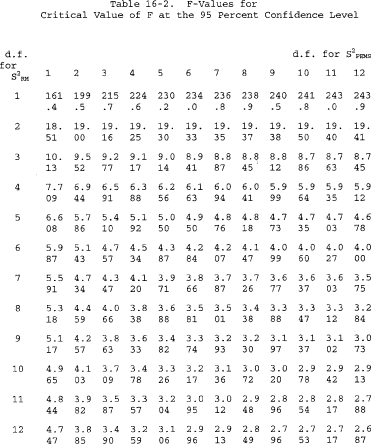 Table 16-2. F-Values for
Critical Value of F at the 95 Percent Confidence Level
d.f. d.f. for S²PEMS
for
S²RM 1 2 3 4 5 6 7 8 9 10 11 12
1 161 199 215 224 230 234 236 238 240 241 243 243
.4 .5 .7 .6 .2 .0 .8 .9 .5 .8 .0 .9
2 18. 19. 19. 19. 19. 19. 19. 19. 19. 19. 19. 19.
51 00 16 25 30 33 35 37 38 50 40 41
3 10. 9.5 9.2 9.1 9.0 8.9 8.8 8.8 8.8 8.7 8.7 8.7
13 52 77 17 14 41 87 45 12 86 63 45
4 7.7 6.9 6.5 6.3 6.2 6.1 6.0 6.0 5.9 5.9 5.9 5.9
09 44 91 88 56 63 94 41 99 64 35 12
5 6.6 5.7 5.4 5.1 5.0 4.9 4.8 4.8 4.7 4.7 4.7 4.6
08 86 10 92 50 50 76 18 73 35 03 78
6 5.9 5.1 4.7 4.5 4.3 4.2 4.2 4.1 4.0 4.0 4.0 4.0
87 43 57 34 87 84 07 47 99 60 27 00
7 5.5 4.7 4.3 4.1 3.9 3.8 3.7 3.7 3.6 3.6 3.6 3.5
91 34 47 20 71 66 87 26 77 37 03 75
8 5.3 4.4 4.0 3.8 3.6 3.5 3.5 3.4 3.3 3.3 3.3 3.2
18 59 66 38 88 81 01 38 88 47 12 84
9 5.1 4.2 3.8 3.6 3.4 3.3 3.2 3.2 3.1 3.1 3.1 3.0
17 57 63 33 82 74 93 30 97 37 02 73
10 4.9 4.1 3.7 3.4 3.3 3.2 3.1 3.0 3.0 2.9 2.9 2.9
65 03 09 78 26 17 36 72 20 78 42 13
11 4.8 3.9 3.5 3.3 3.2 3.0 3.0 2.9 2.8 2.8 2.8 2.7
44 82 87 57 04 95 12 48 96 54 17 88
12 4.7 3.8 3.4 3.2 3.1 2.9 2.9 2.8 2.7 2.7 2.7 2.6
47 85 90 59 06 96 13 49 96 53 17 87